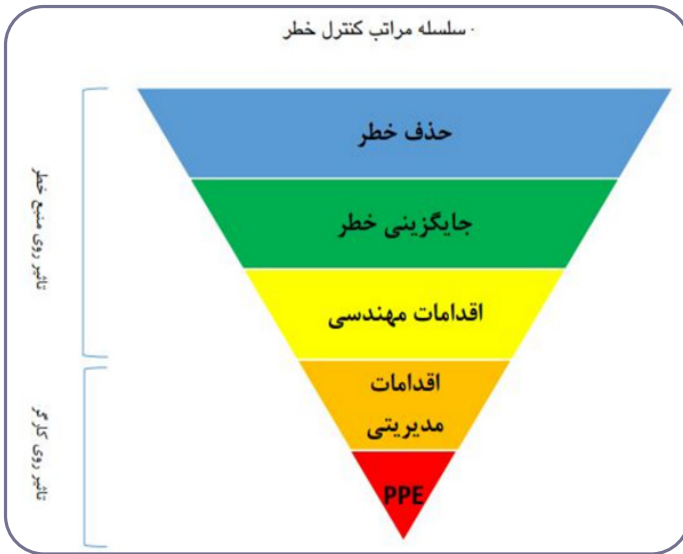 · سلسله مراتب کنترل خطر
حذف خطر
جایگزینی خطر
اقدامات مهندسی
اقدامات
مدیریتی
PPE
تاثیر روی منبع خطر
تاثیر روی کارگر